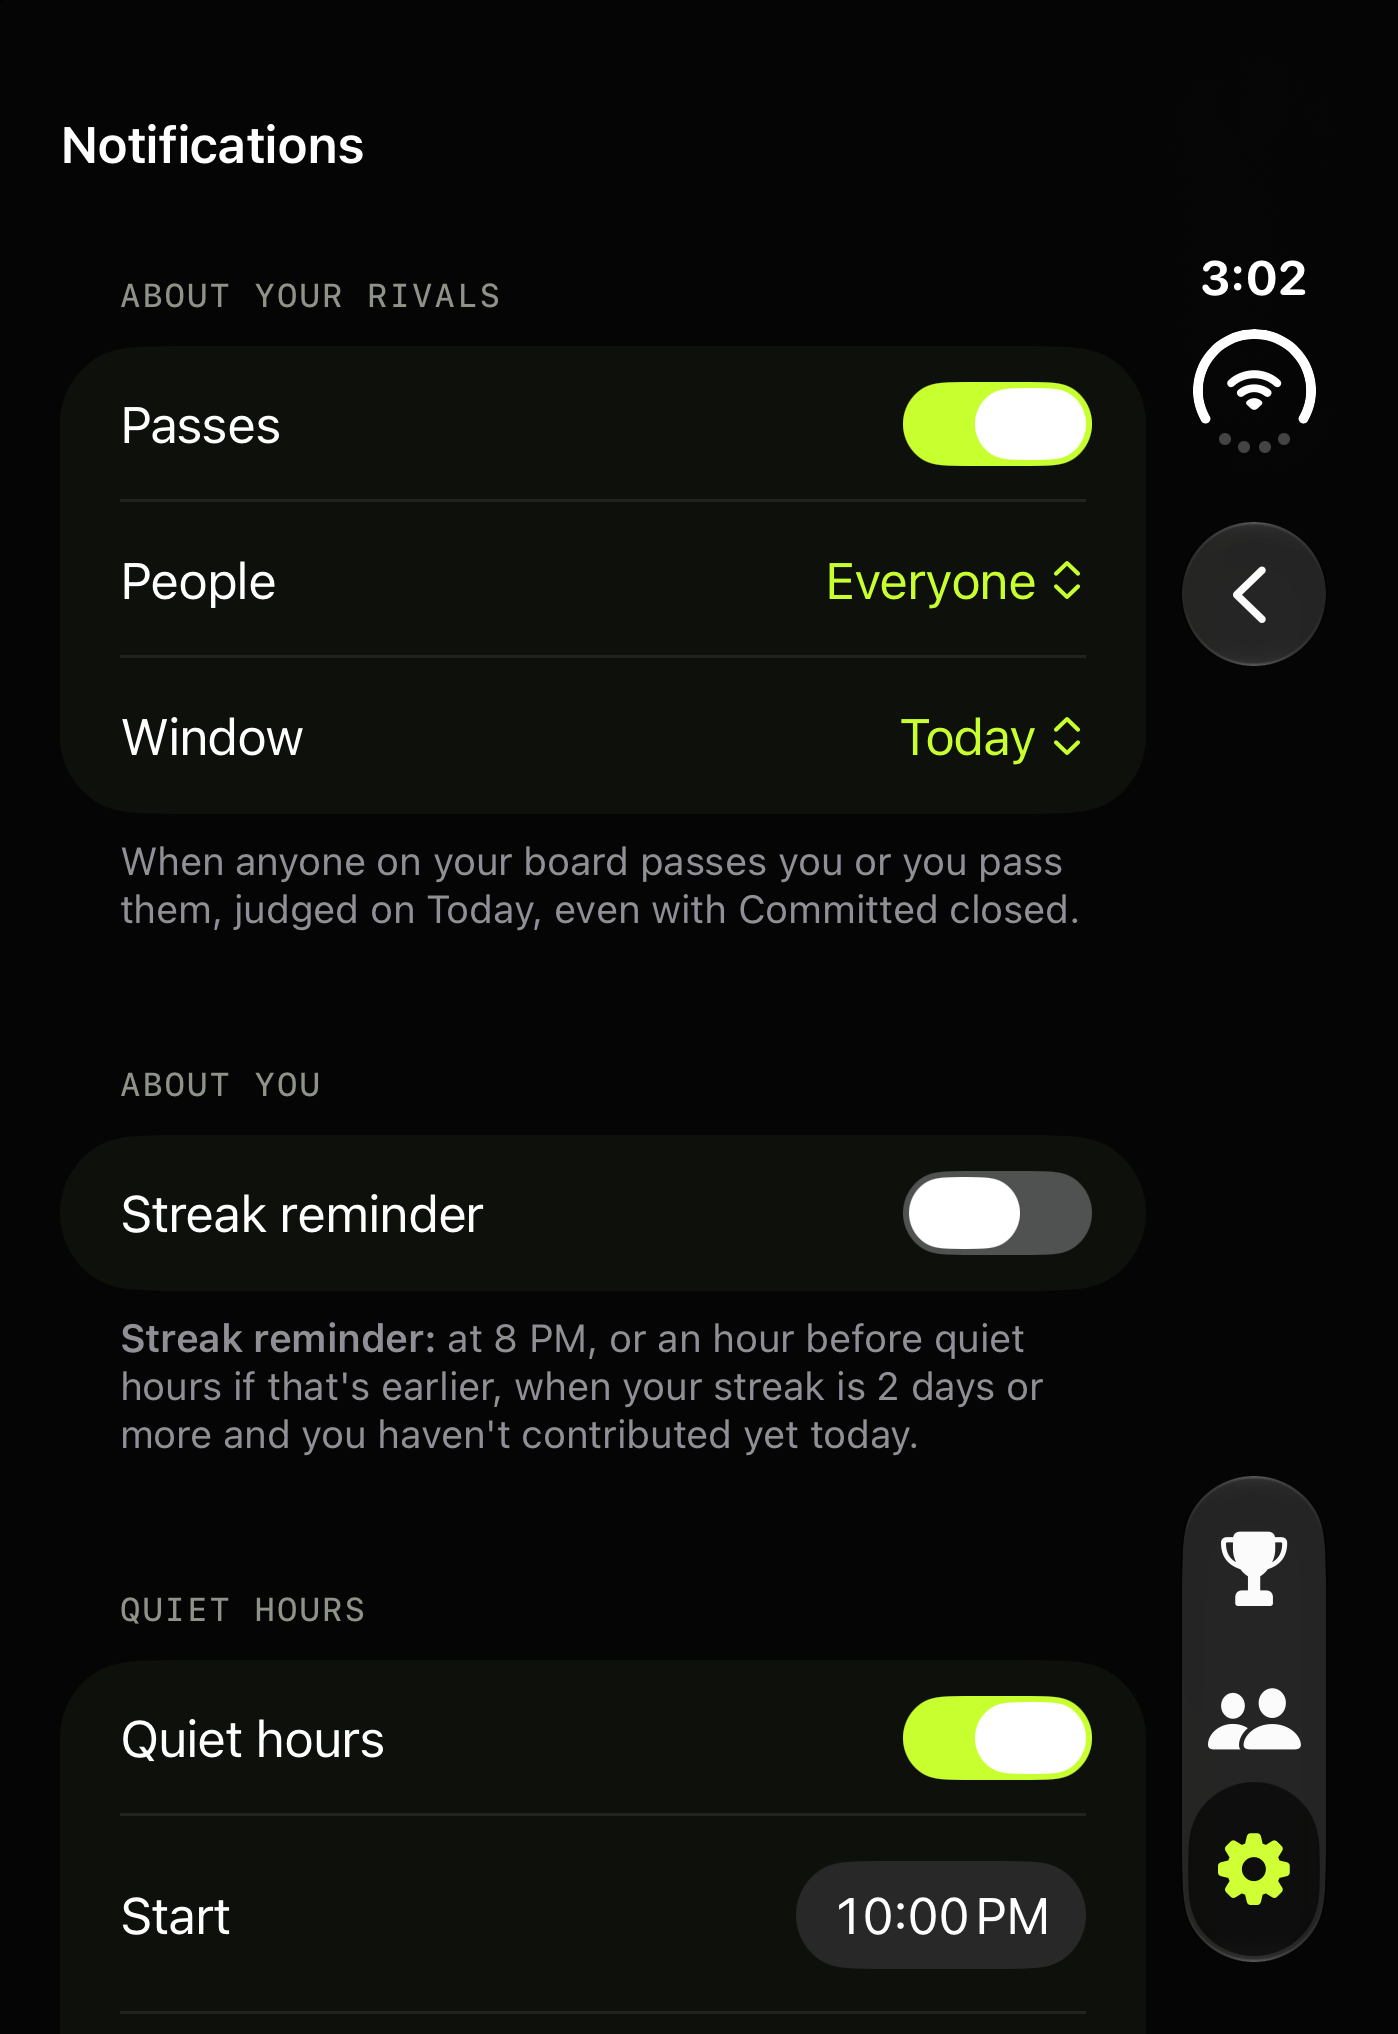 Notifications
3:02
ABOUT YOUR RIVALS
Passes
People
Everyone
Window
Today
When anyone on your board passes you or you pass
them, judged on Today, even with Committed closed.
ABOUT YOU
Streak reminder
Streak reminder: at 8 PM, or an hour before quiet
hours if that's earlier, when your streak is 2 days or
more and you haven't contributed yet today.
QUIET HOURS
Quiet hours
Start
10:00 PM